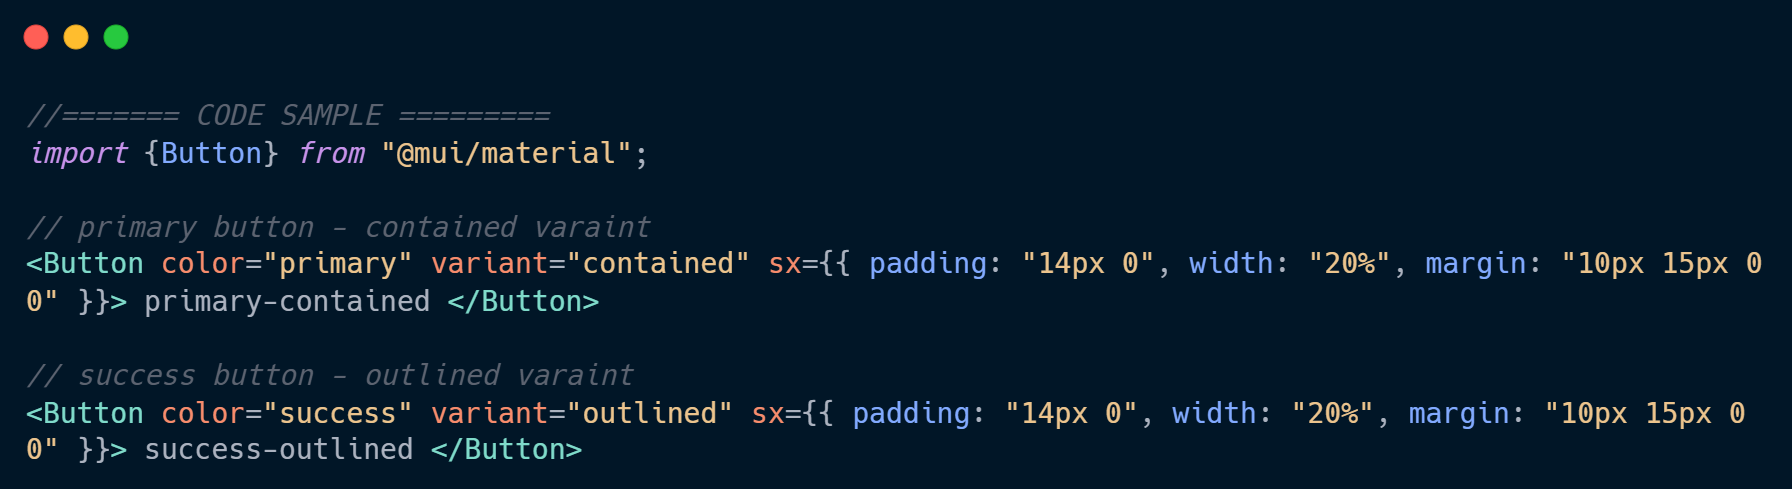 //======= CODE SAMPLE =========
import {Button} from "@mui/material";
// primary button - contained varaint
<Button color="primary" variant="contained" sx={{ padding: "14px 0", width: "20%", margin: "10px 15px 0
0" }}> primary-contained </Button>
// success button - outlined varaint
<Button color="success" variant="outlined" sx={{ padding: "14px 0", width: "20%", margin: "10px 15px 0
0" }}> success-outlined </Button>